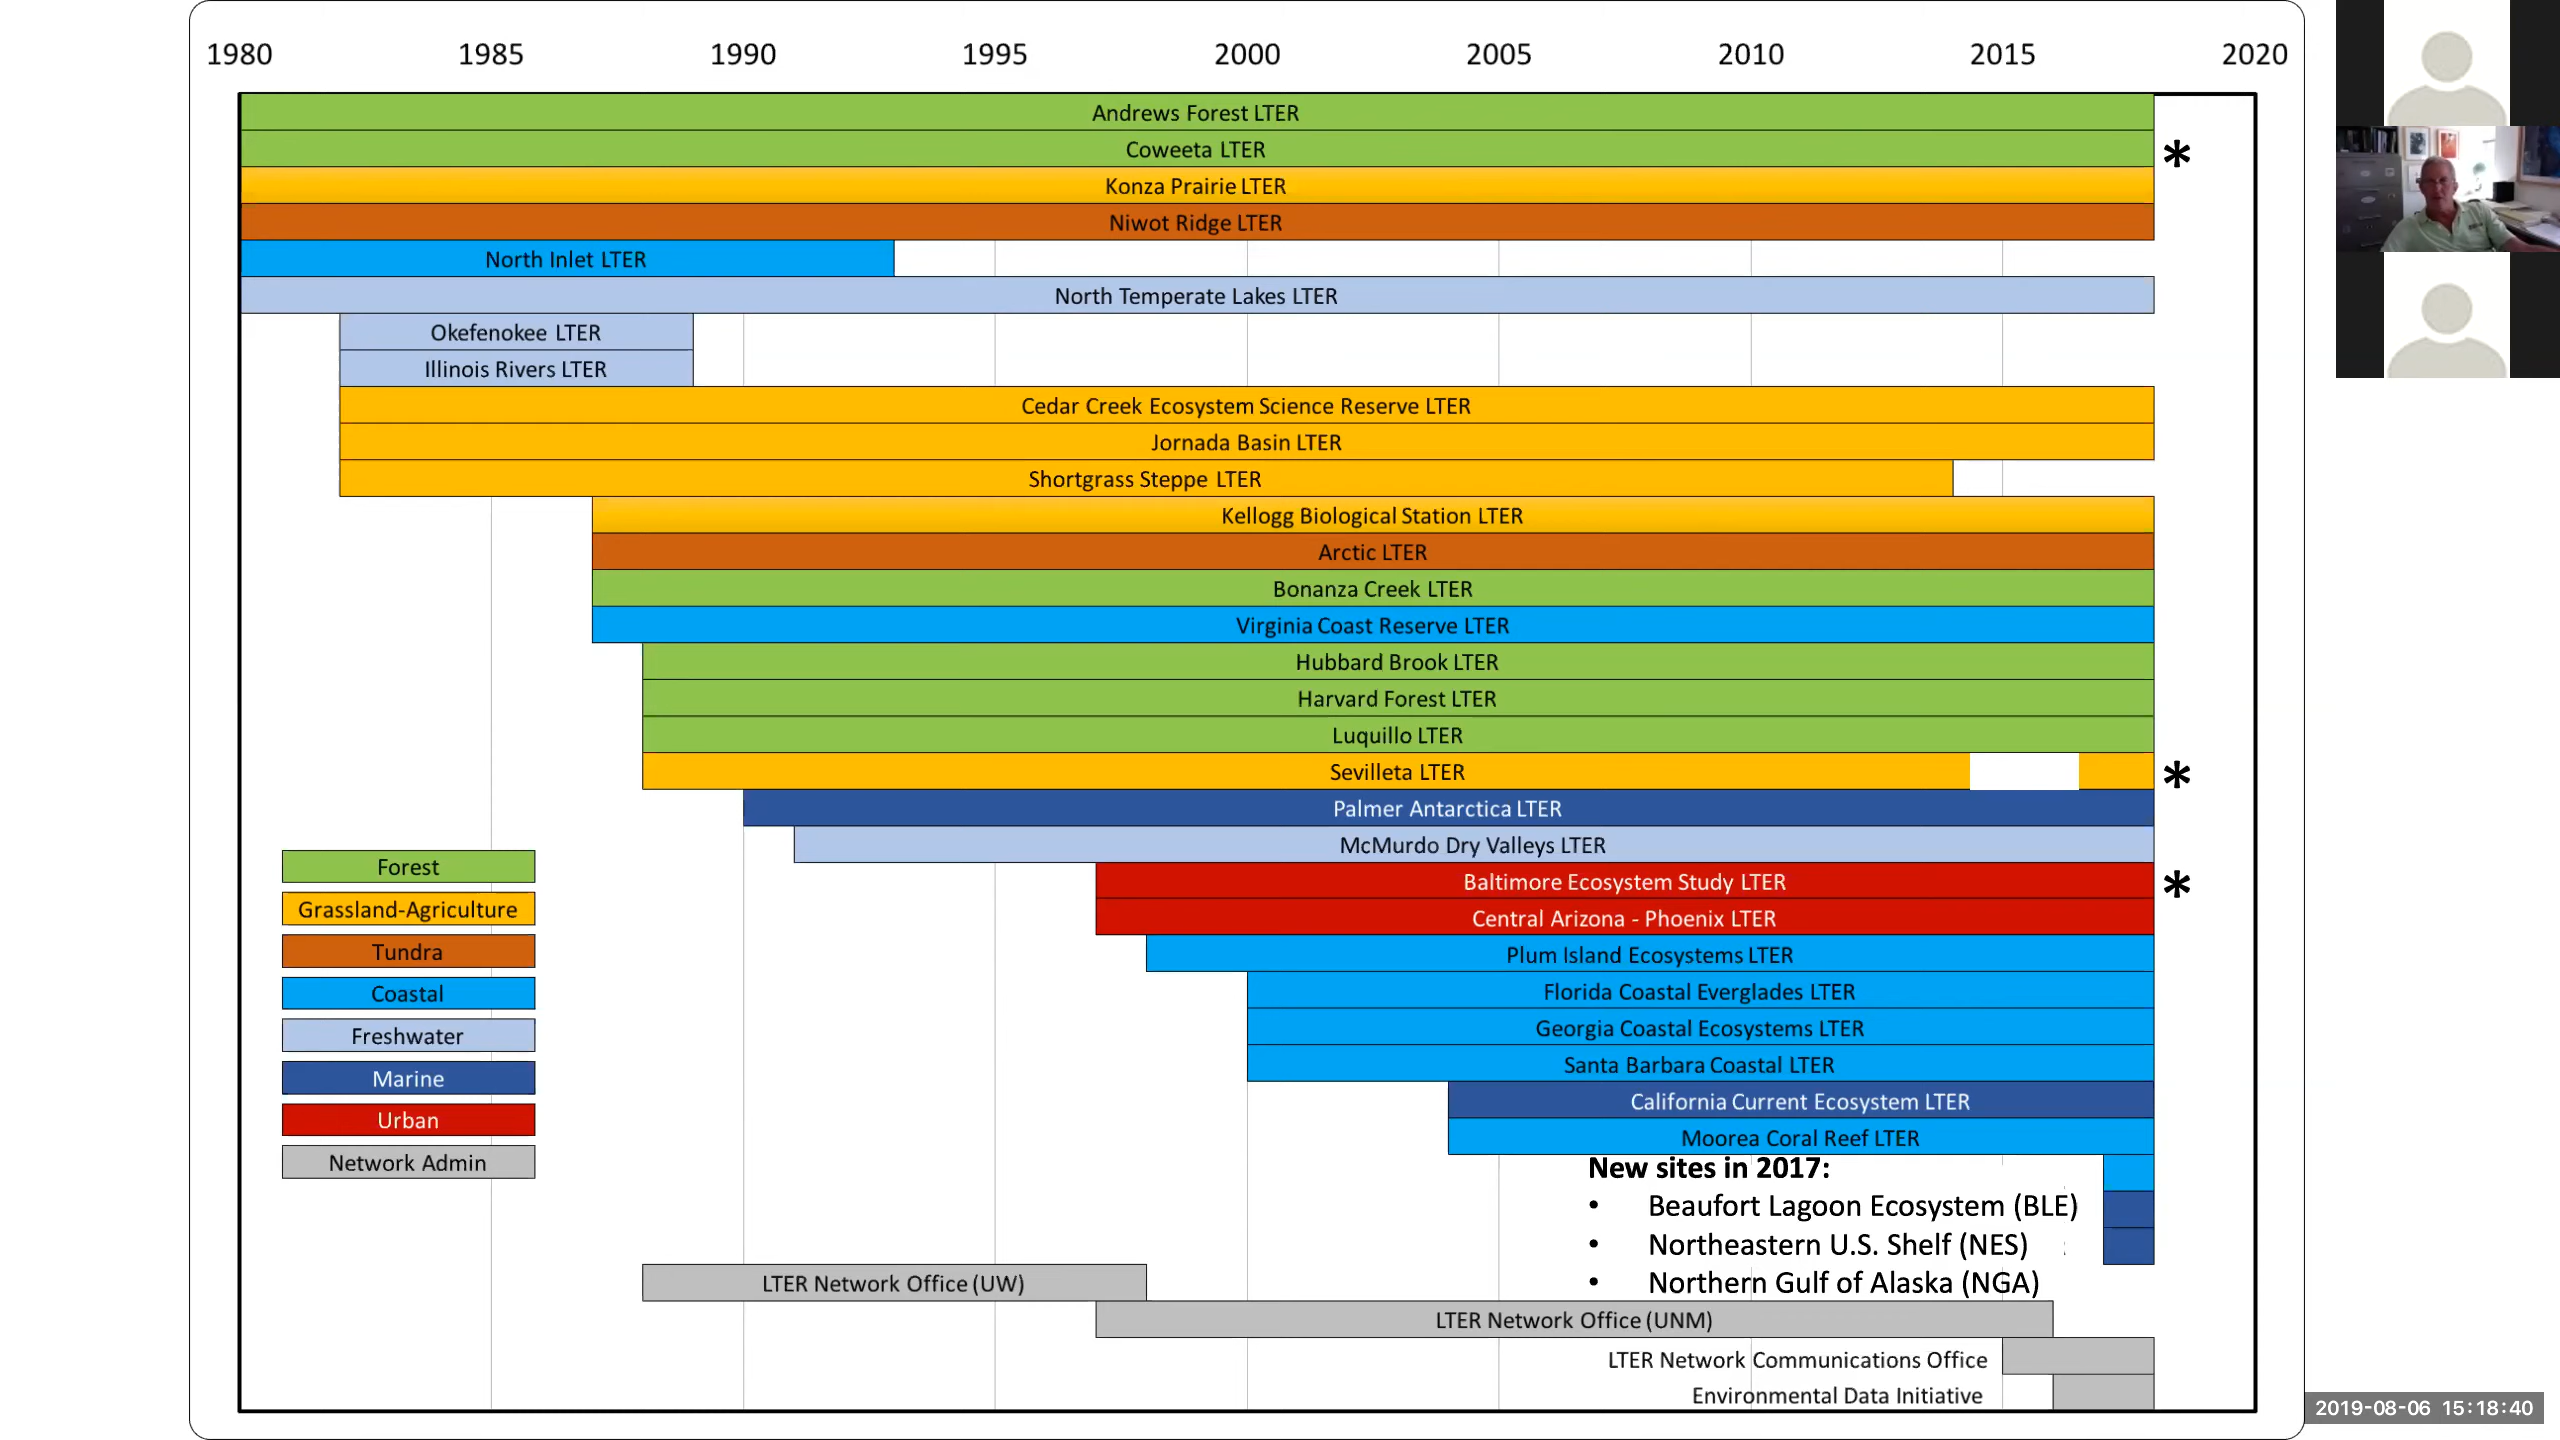 1980 1985 1990 1995 2000 2005 2010 2015 2020
Andrews Forest LTER
Coweeta LTER
*
Konza Prairie LTER
Niwot Ridge LTER
North Inlet LTER
North Temperate Lakes LTER
Okefenokee LTER
Illinois Rivers LTER
Cedar Creek Ecosystem Science Reserve LTER
Jornada Basin LTER
Shortgrass Steppe LTER
Kellogg Biological Station LTER
Arctic LTER
Bonanza Creek LTER
Virginia Coast Reserve LTER
Hubbard Brook LTER
Harvard Forest LTER
Luquillo LTER
Sevilleta LTER
*
Palmer Antarctica LTER
McMurdo Dry Valleys LTER
Baltimore Ecosystem Study LTER
*
Central Arizona - Phoenix LTER
Plum Island Ecosystems LTER
Florida Coastal Everglades LTER
Georgia Coastal Ecosystems LTER
Santa Barbara Coastal LTER
California Current Ecosystem LTER
Moorea Coral Reef LTER
Forest
Grassland-Agriculture
Tundra
Coastal
Freshwater
Marine
Urban
Network Admin
New sites in 2017:
• Beaufort Lagoon Ecosystem (BLE)
• Northeastern U.S. Shelf (NES)
• Northern Gulf of Alaska (NGA)
LTER Network Office (UW)
LTER Network Office (UNM)
LTER Network Communications Office
Environmental Data Initiative
2019-08-06 15:18:40